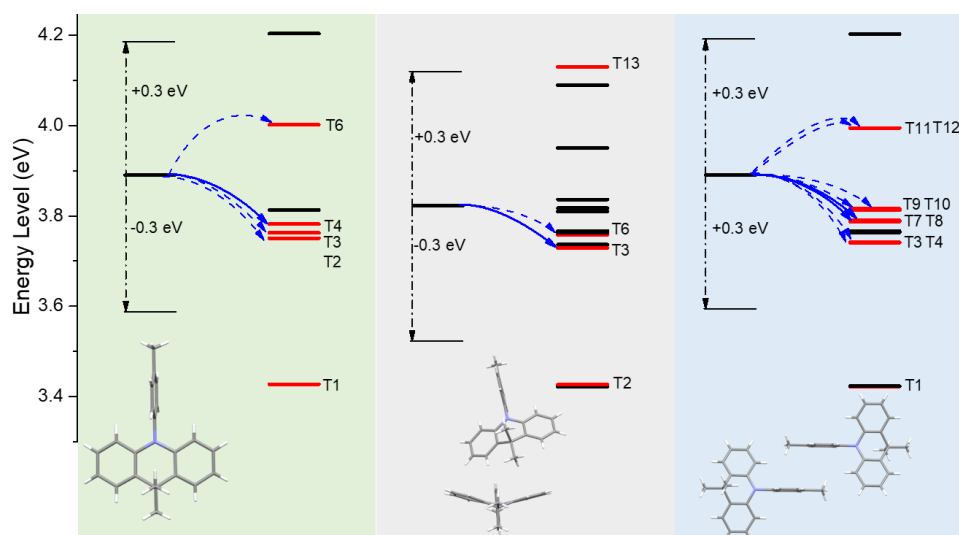 Energy Level (eV)
4.2
4.0
3.8
3.6
3.4
+0.3 eV
-0.3 eV
T6
T4
T3
T2
T1
+0.3 eV
-0.3 eV
T13
T6
T3
T2
+0.3 eV
+0.3 eV
T11 T12
T9 T10
T7 T8
T3 T4
T1